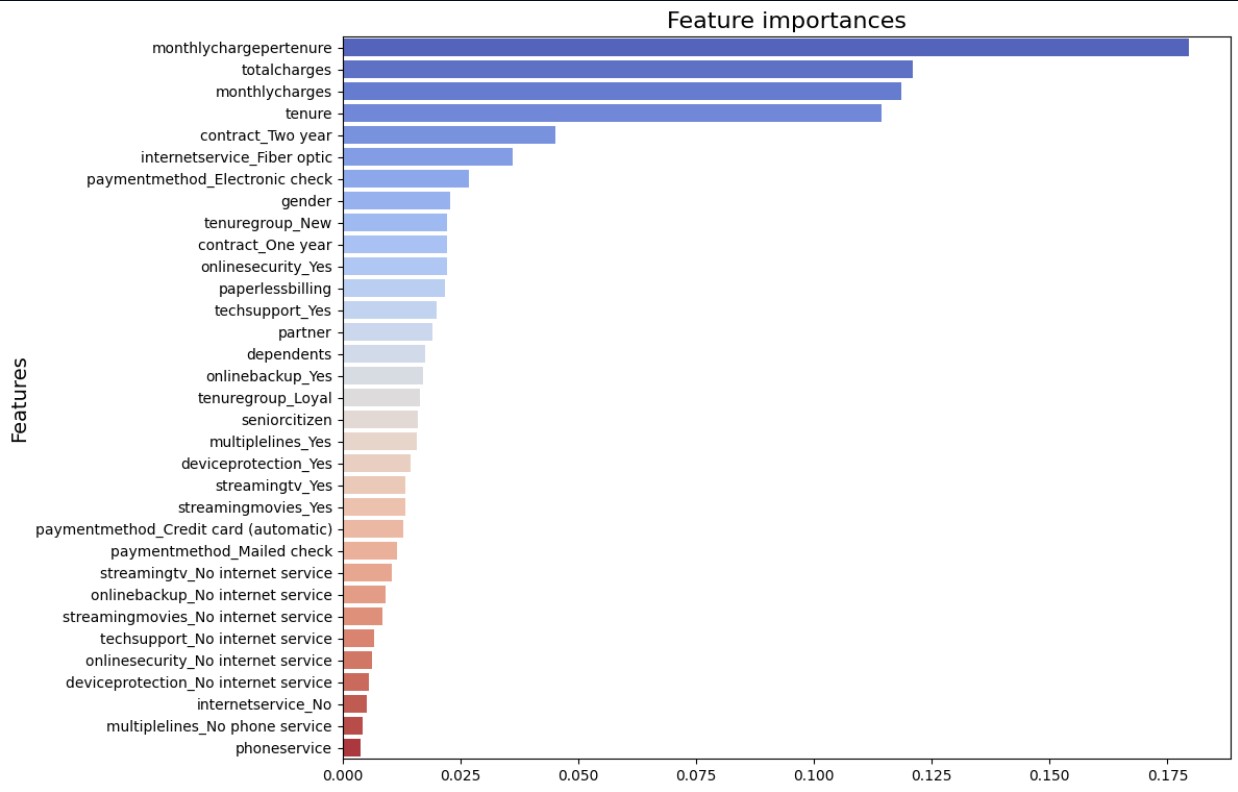 Feature importances
Features
monthlychargepertenure
totalcharges
monthlycharges
tenure
contract_Two year
internetservice_Fiber optic
paymentmethod_Electronic check
gender
tenuregroup_New
contract_One year
onlinesecurity_Yes
paperlessbilling
techsupport_Yes
partner
dependents
onlinebackup_Yes
tenuregroup_Loyal
seniorcitizen
multiplelines_Yes
deviceprotection_Yes
streamingtv_Yes
streamingmovies_Yes
paymentmethod_Credit card (automatic)
paymentmethod_Mailed check
streamingtv_No internet service
onlinebackup_No internet service
streamingmovies_No internet service
techsupport_No internet service
onlinesecurity_No internet service
deviceprotection_No internet service
internetservice_No
multiplelines_No phone service
phoneservice
0.000 0.025 0.050 0.075 0.100 0.125 0.150 0.175